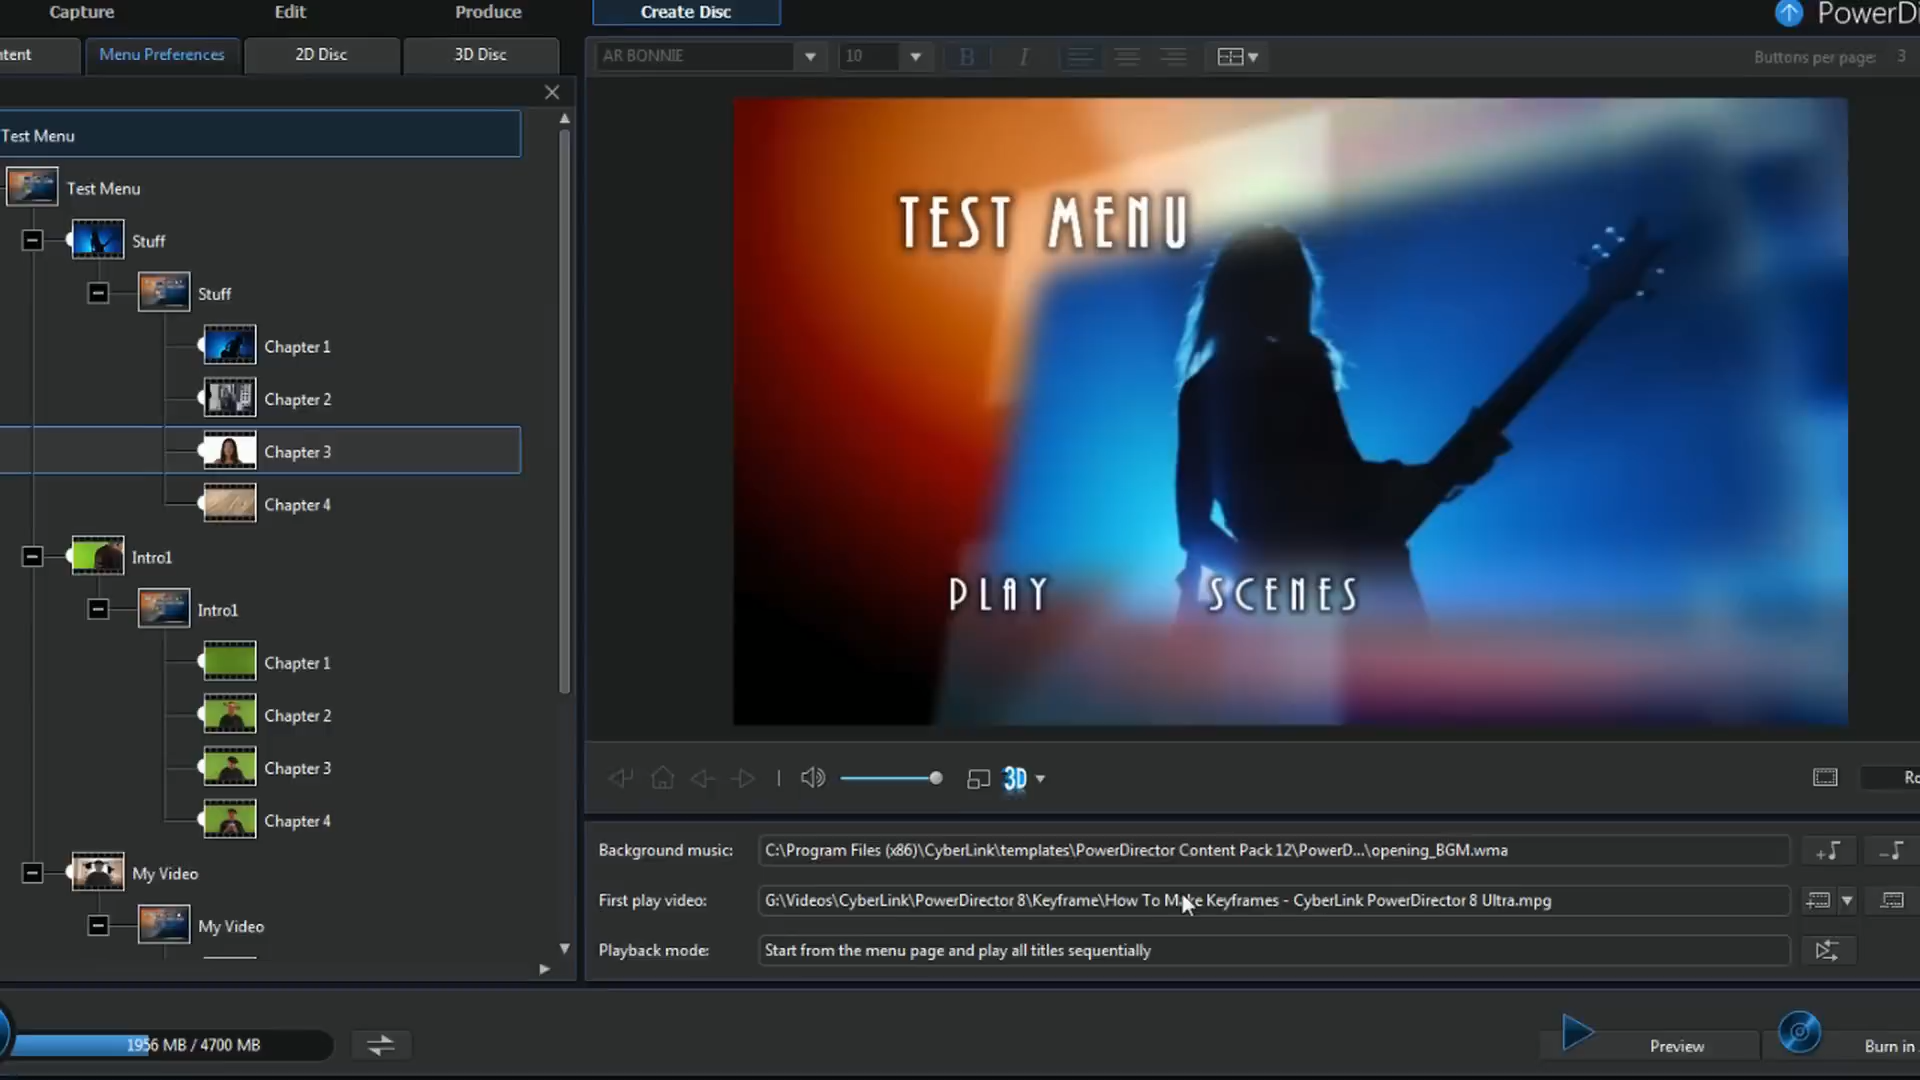 Capture
Edit
Produce
Create Disc
PowerDi
tent
Menu Preferences
2D Disc
3D Disc
AR BONNIE
10
B
I
Buttons per page: 3
Test Menu
Test Menu
Stuff
Stuff
Chapter 1
Chapter 2
Chapter 3
Chapter 4
Intro1
Intro1
Chapter 1
Chapter 2
Chapter 3
Chapter 4
My Video
My Video
TEST MENU
PLAY
SCENES
3D
Ro
Background music: C:\Program Files (x86)\CyberLink\templates\PowerDirector Content Pack 12\PowerD...\opening_BGM.wma
First play video: G:\Videos\CyberLink\PowerDirector 8\Keyframe\How To Make Keyframes - CyberLink PowerDirector 8 Ultra.mpg
Playback mode: Start from the menu page and play all titles sequentially
1956 MB / 4700 MB
Preview
Burn in